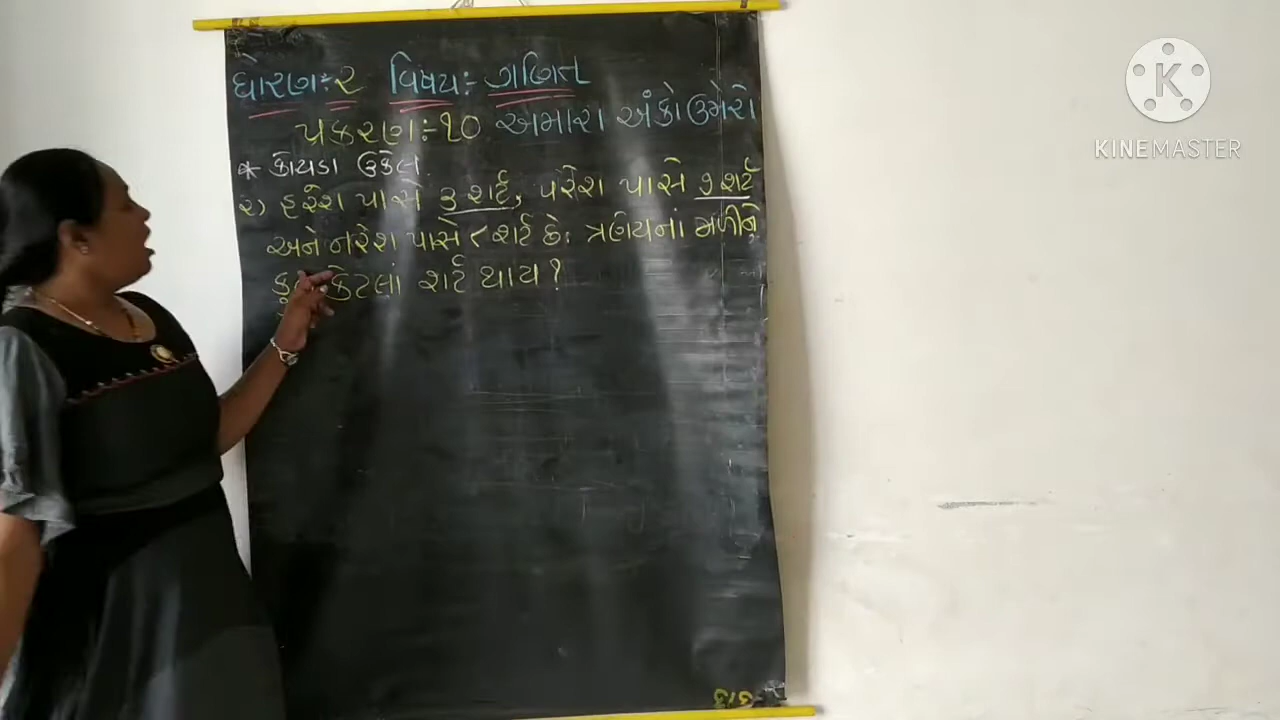 ધોરણ:-૨ વિષય:- ગણિત
પ્રકરણ:-૧૦ અમારા અંકો ઉમેરો
* કોયડા ઉકેલ.
૨) હરેશ પાસે ૩ શર્ટ, પરેશ પાસે ૭ શર્ટ
અને નરેશ પાસે ૮ શર્ટ છે. ત્રણેયનાં મળીને
કેટલાં શર્ટ થાય?
KINEMASTER